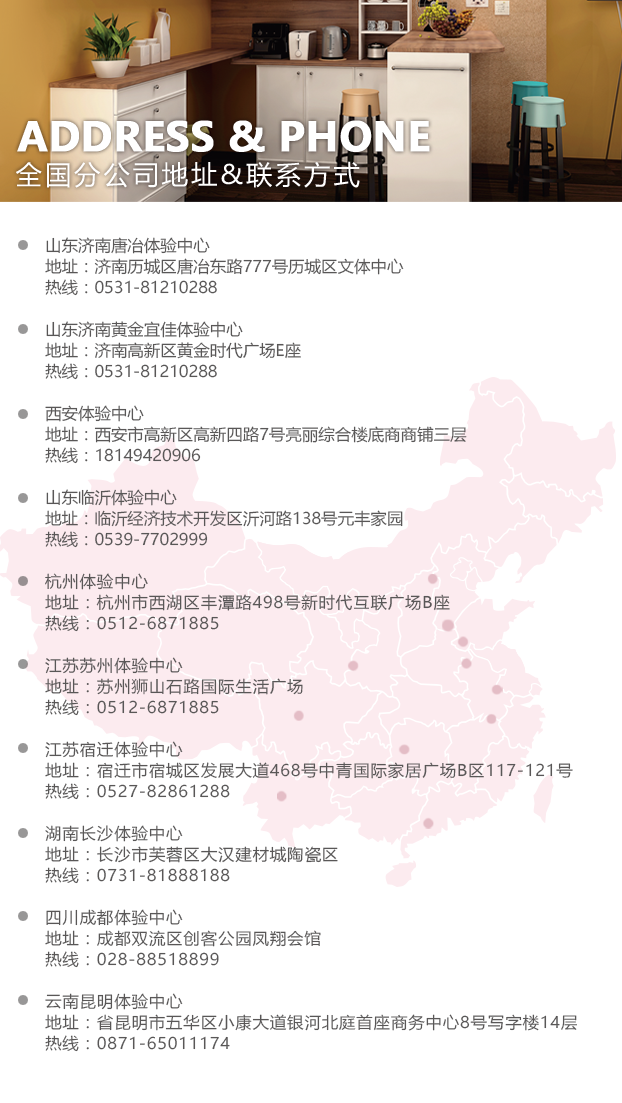 ADDRESS & PHONE
全国分公司地址&联系方式
山东济南唐冶体验中心
地址：济南历城区唐冶东路777号历城区文体中心
热线：0531-81210288
山东济南黄金宜佳体验中心
地址：济南高新区黄金时代广场E座
热线：0531-81210288
西安体验中心
地址：西安市高新区高新四路7号亮丽综合楼底商商铺三层
热线：18149420906
山东临沂体验中心
地址：临沂经济技术开发区沂河路138号元丰家园
热线：0539-7702999
杭州体验中心
地址：杭州市西湖区丰潭路498号新时代互联广场B座
热线：0512-6871885
江苏苏州体验中心
地址：苏州狮山石路国际生活广场
热线：0512-6871885
江苏宿迁体验中心
地址：宿迁市宿城区发展大道468号中青国际家居广场B区117-121号
热线：0527-82861288
湖南长沙体验中心
地址：长沙市芙蓉区大汉建材城陶瓷区
热线：0731-81888188
四川成都体验中心
地址：成都双流区创客公园凤翔会馆
热线：028-88518899
云南昆明体验中心
地址：省昆明市五华区小康大道银河北庭首座商务中心8号写字楼14层
热线：0871-65011174